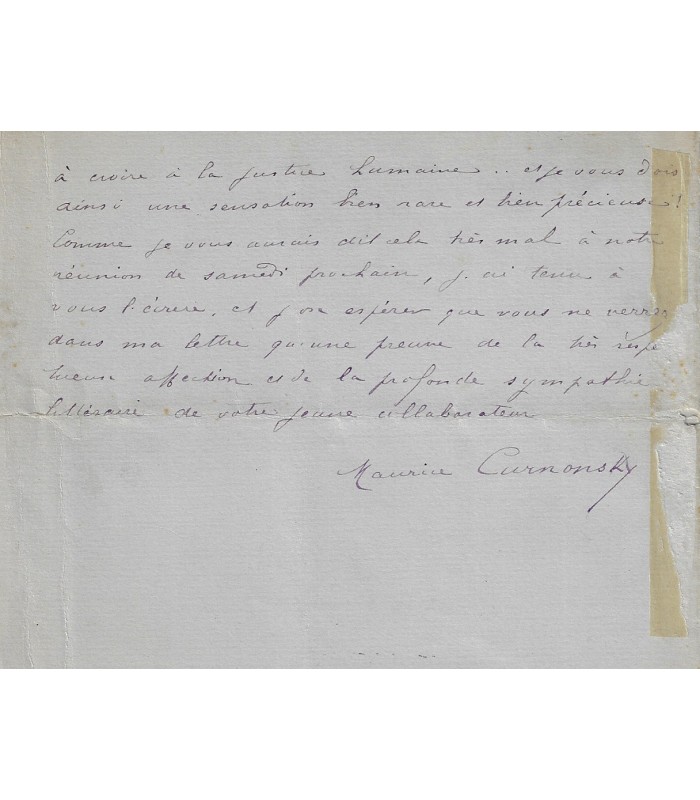 à croire à la justice humaine .. et je vous dois
ainsi une sensation bien rare et bien précieuse !
Comme je vous aurais dit cela très mal à notre
réunion de samedi prochain, j'ai tenu à
vous l'écrire, et j'ose espérer que vous ne verrez
dans ma lettre qu'une preuve de la très respec
tueuse affection et de la profonde sympathie
littéraire de votre jeune collaborateur
Maurice Curnonsky